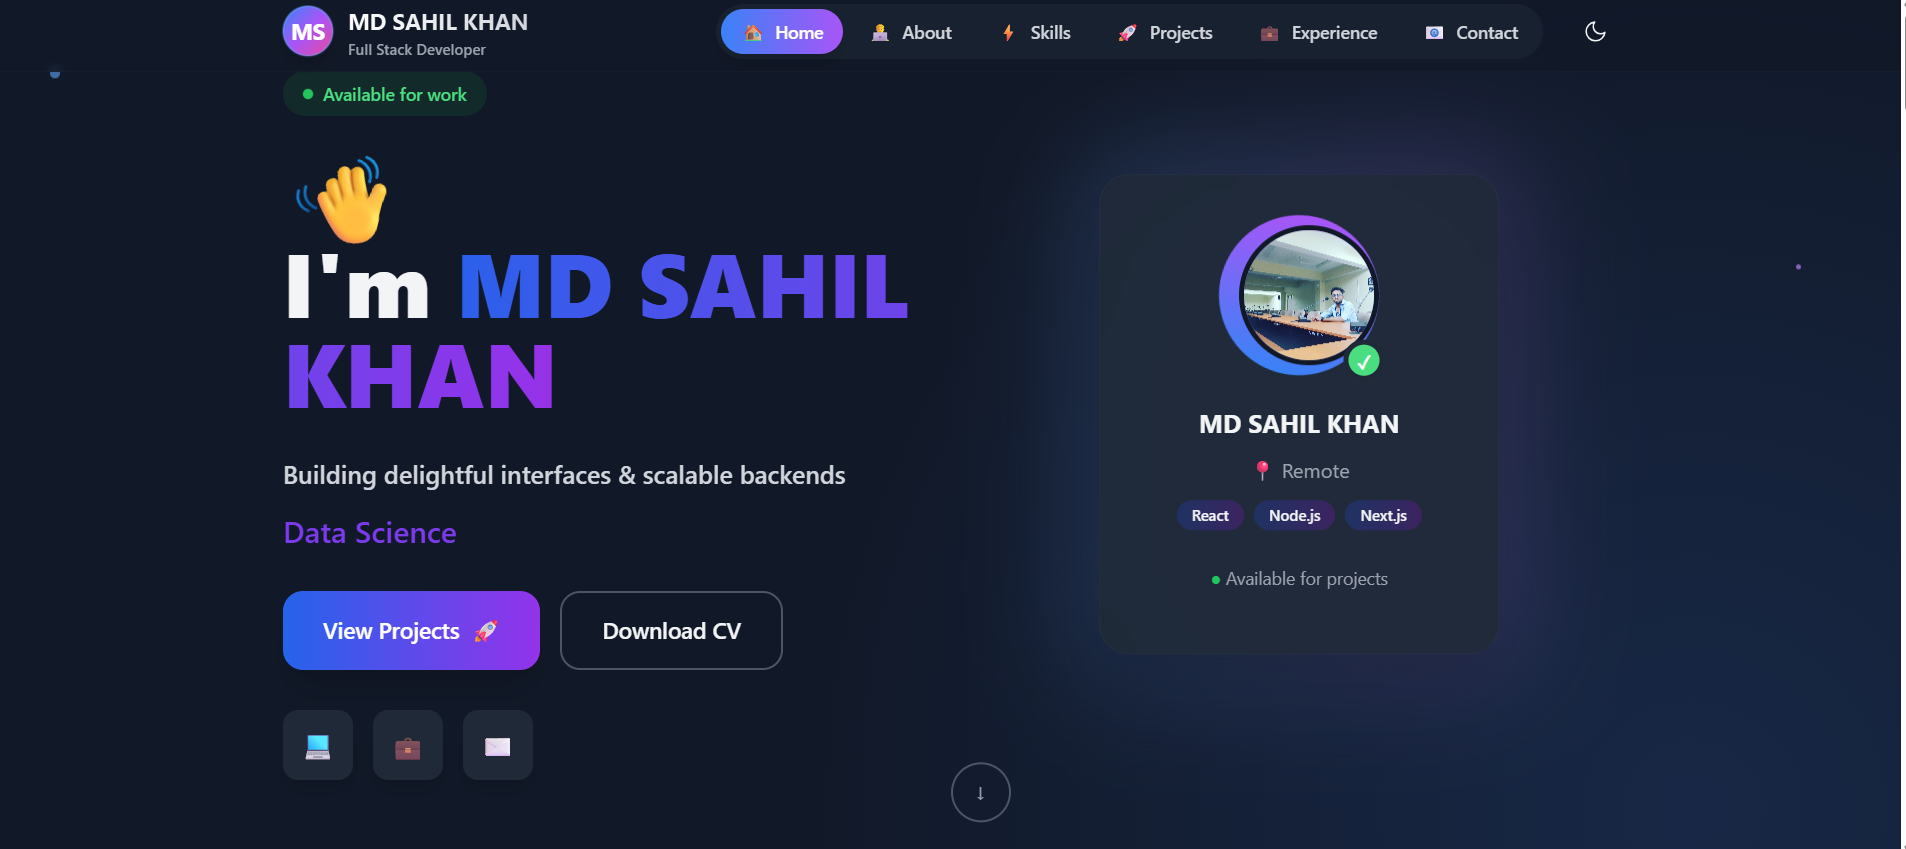 MS
MD SAHIL KHAN
Full Stack Developer
Home
About
Skills
Projects
Experience
Contact
Available for work
I'm MD SAHIL
KHAN
Building delightful interfaces & scalable backends
Data Science
View Projects
Download CV
MD SAHIL KHAN
Remote
React
Node.js
Next.js
Available for projects